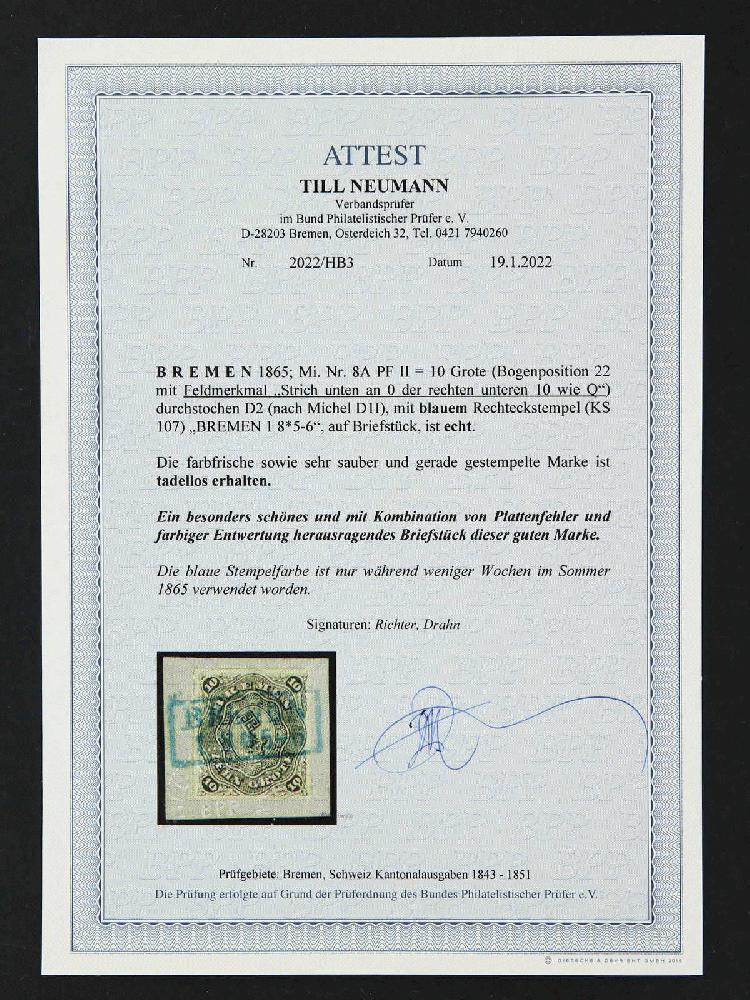 ATTEST
TILL NEUMANN
Verbandsprüfer
im Bund Philatelistischer Prüfer e. V.
D-28203 Bremen, Osterdeich 32, Tel. 0421 7940260
Nr. 2022/HB3 Datum 19.1.2022
B R E M E N 1865; Mi. Nr. 8A PF II = 10 Grote (Bogenposition 22
mit Feldmerkmal „Strich unten an 0 der rechten unteren 10 wie Q“)
durchstochen D2 (nach Michel D1I), mit blauem Rechteckstempel (KS
107) „BREMEN 1 8*5-6“, auf Briefstück, ist echt.
Die farbfrische sowie sehr sauber und gerade gestempelte Marke ist
tadellos erhalten.
Ein besonders schönes und mit Kombination von Plattenfehler und
farbiger Entwertung herausragendes Briefstück dieser guten Marke.
Die blaue Stempelfarbe ist nur während weniger Wochen im Sommer
1865 verwendet worden.
Signaturen: Richter, Drahn
10 10
10 10
Prüfgebiete: Bremen, Schweiz Kantonalausgaben 1843 - 1851
Die Prüfung erfolgte auf Grund der Prüfordnung des Bundes Philatelistischer Prüfer e.V.